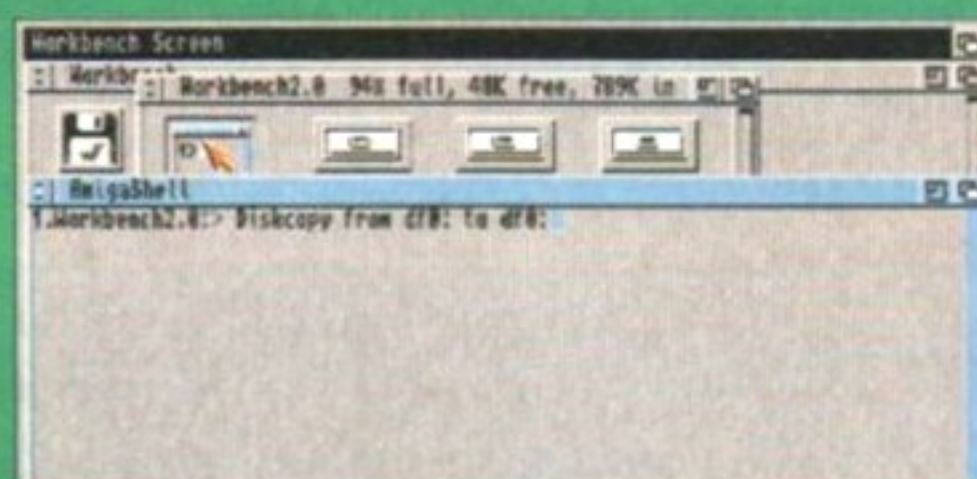 Workbench Screen
Workbe
Workbench2.0 94% full, 48K free, 789K in
AmigaShell
1.Workbench2.0:> Diskcopy from df0: to df0: